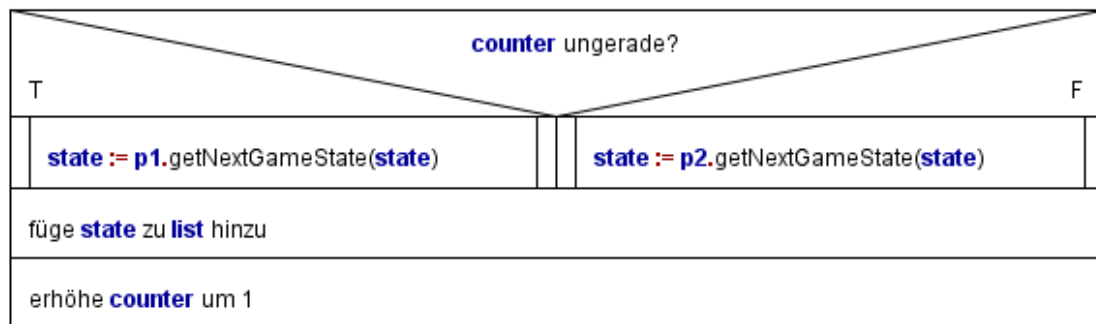 counter ungerade?
T
F
state := p1.getNextGameState(state)
state := p2.getNextGameState(state)
füge state zu list hinzu
erhöhe counter um 1